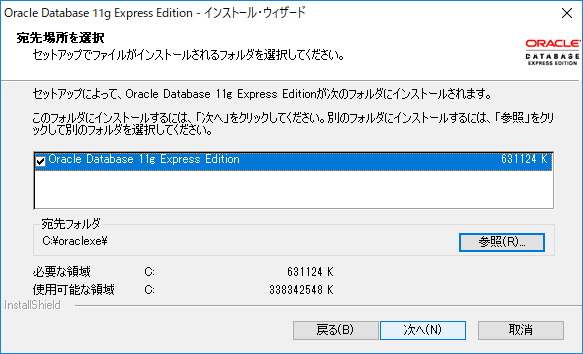 Oracle Database 11g Express Edition - インストール・ウィザード
宛先場所を選択
セットアップでファイルがインストールされるフォルダを選択してください。
ORACLE
DATABASE
EXPRESS EDITION
セットアップによって、Oracle Database 11g Express Editionが次のフォルダにインストールされます。
このフォルダにインストールするには、「次へ」をクリックしてください。別のフォルダにインストールするには、「参照」をクリ
ックして別のフォルダを選択してください。
Oracle Database 11g Express Edition 631124 K
宛先フォルダ
C:¥oraclexe¥
参照(R)...
必要な領域 C: 631124 K
使用可能な領域 C: 338342548 K
InstallShield
戻る(B) 次へ(N) 取消